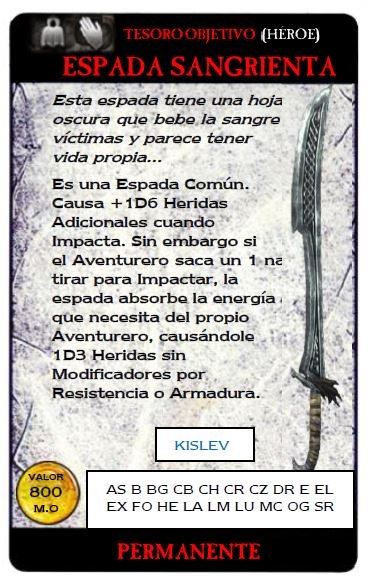 TESORO OBJETIVO (HÉROE)
ESPADA SANGRIENTA
Esta espada tiene una hoja
oscura que bebe la sangre
víctimas y parece tener
vida propia...
Es una Espada Común.
Causa +1D6 Heridas
Adicionales cuando
Impacta. Sin embargo si
el Aventurero saca un 1 na
tirar para Impactar, la
espada absorbe la energía
que necesita del propio
Aventurero, causándole
1D3 Heridas sin
Modificadores por
Resistencia o Armadura.
KISLEV
VALOR
800
M.O
AS B BG CB CH CR CZ DR E EL
EX FO HE LA LM LU MC OG SR
PERMANENTE